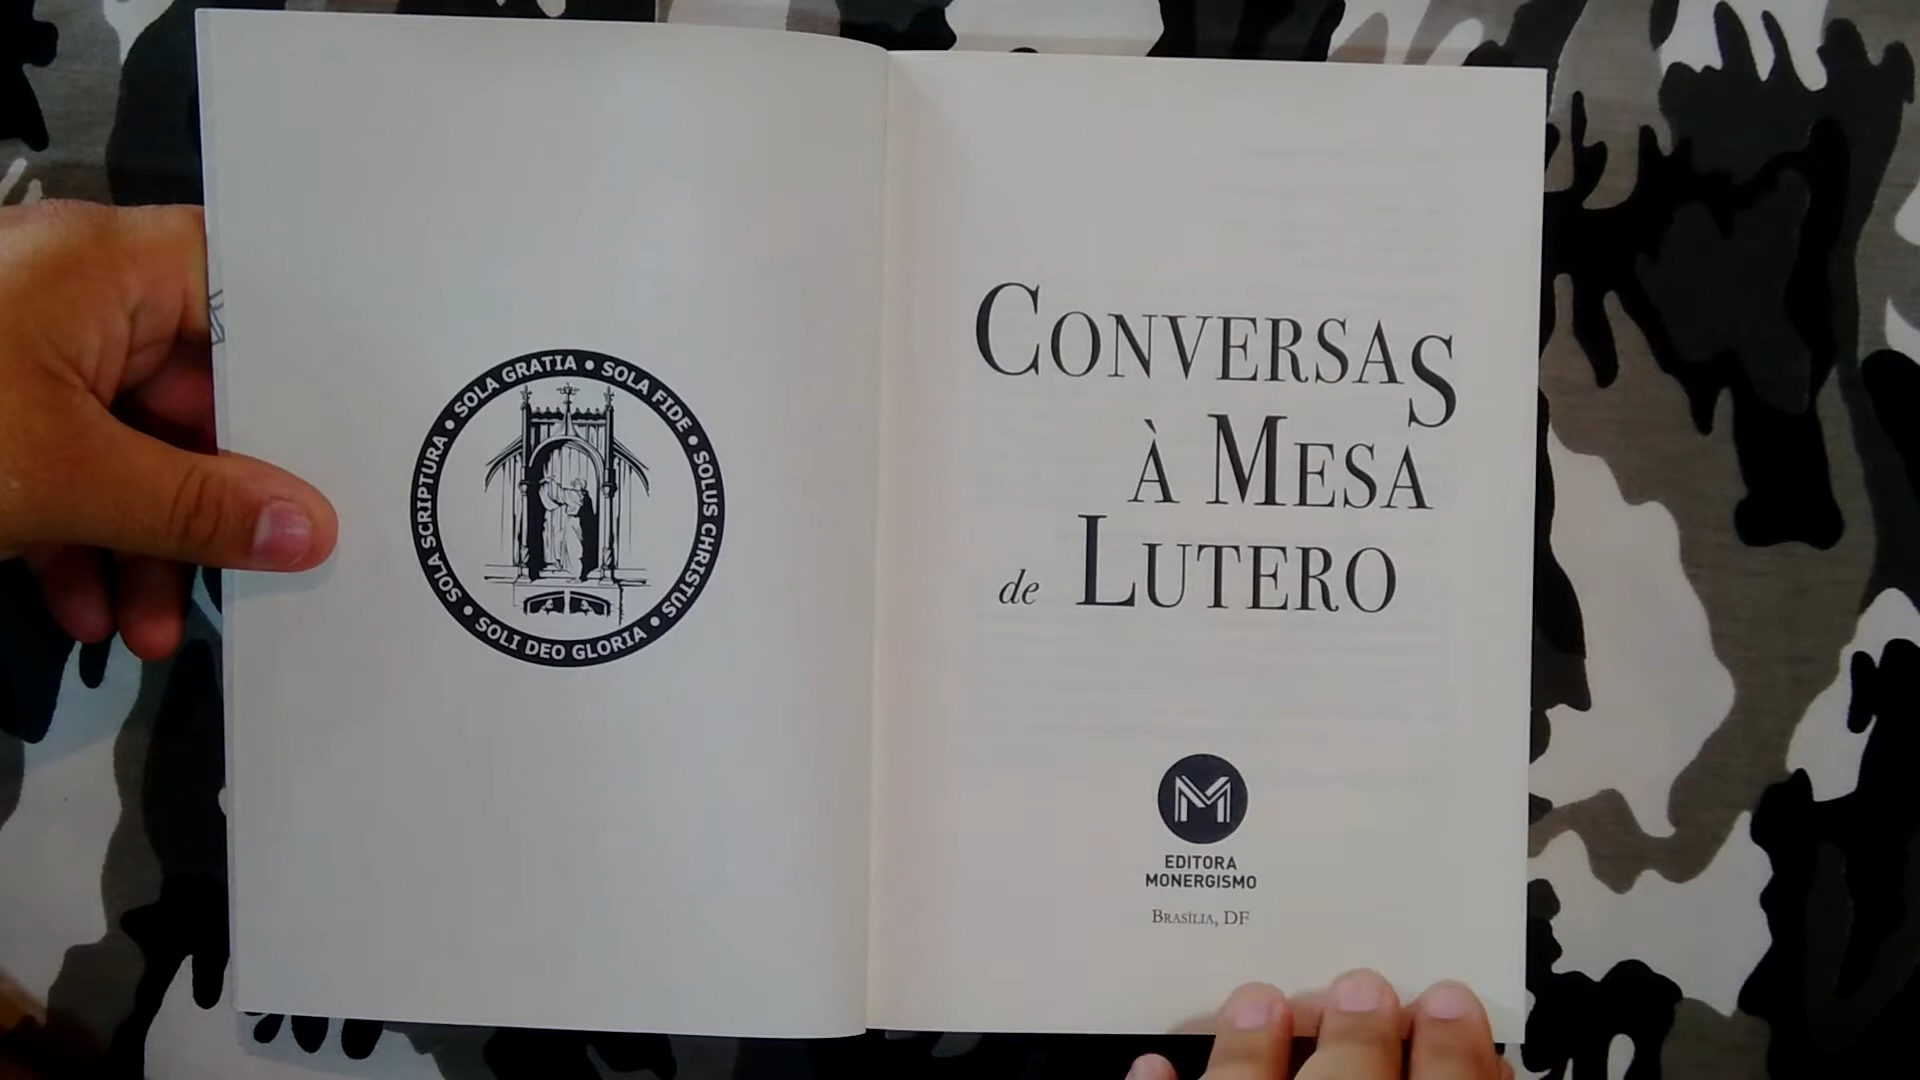 SOLA SCRIPTURA • SOLA GRATIA • SOLA FIDE • SOLUS CHRISTUS • SOLI DEO GLORIA •
CONVERSAS
À MESA
de LUTERO
M
EDITORA
MONERGISMO
BRASÍLIA, DF